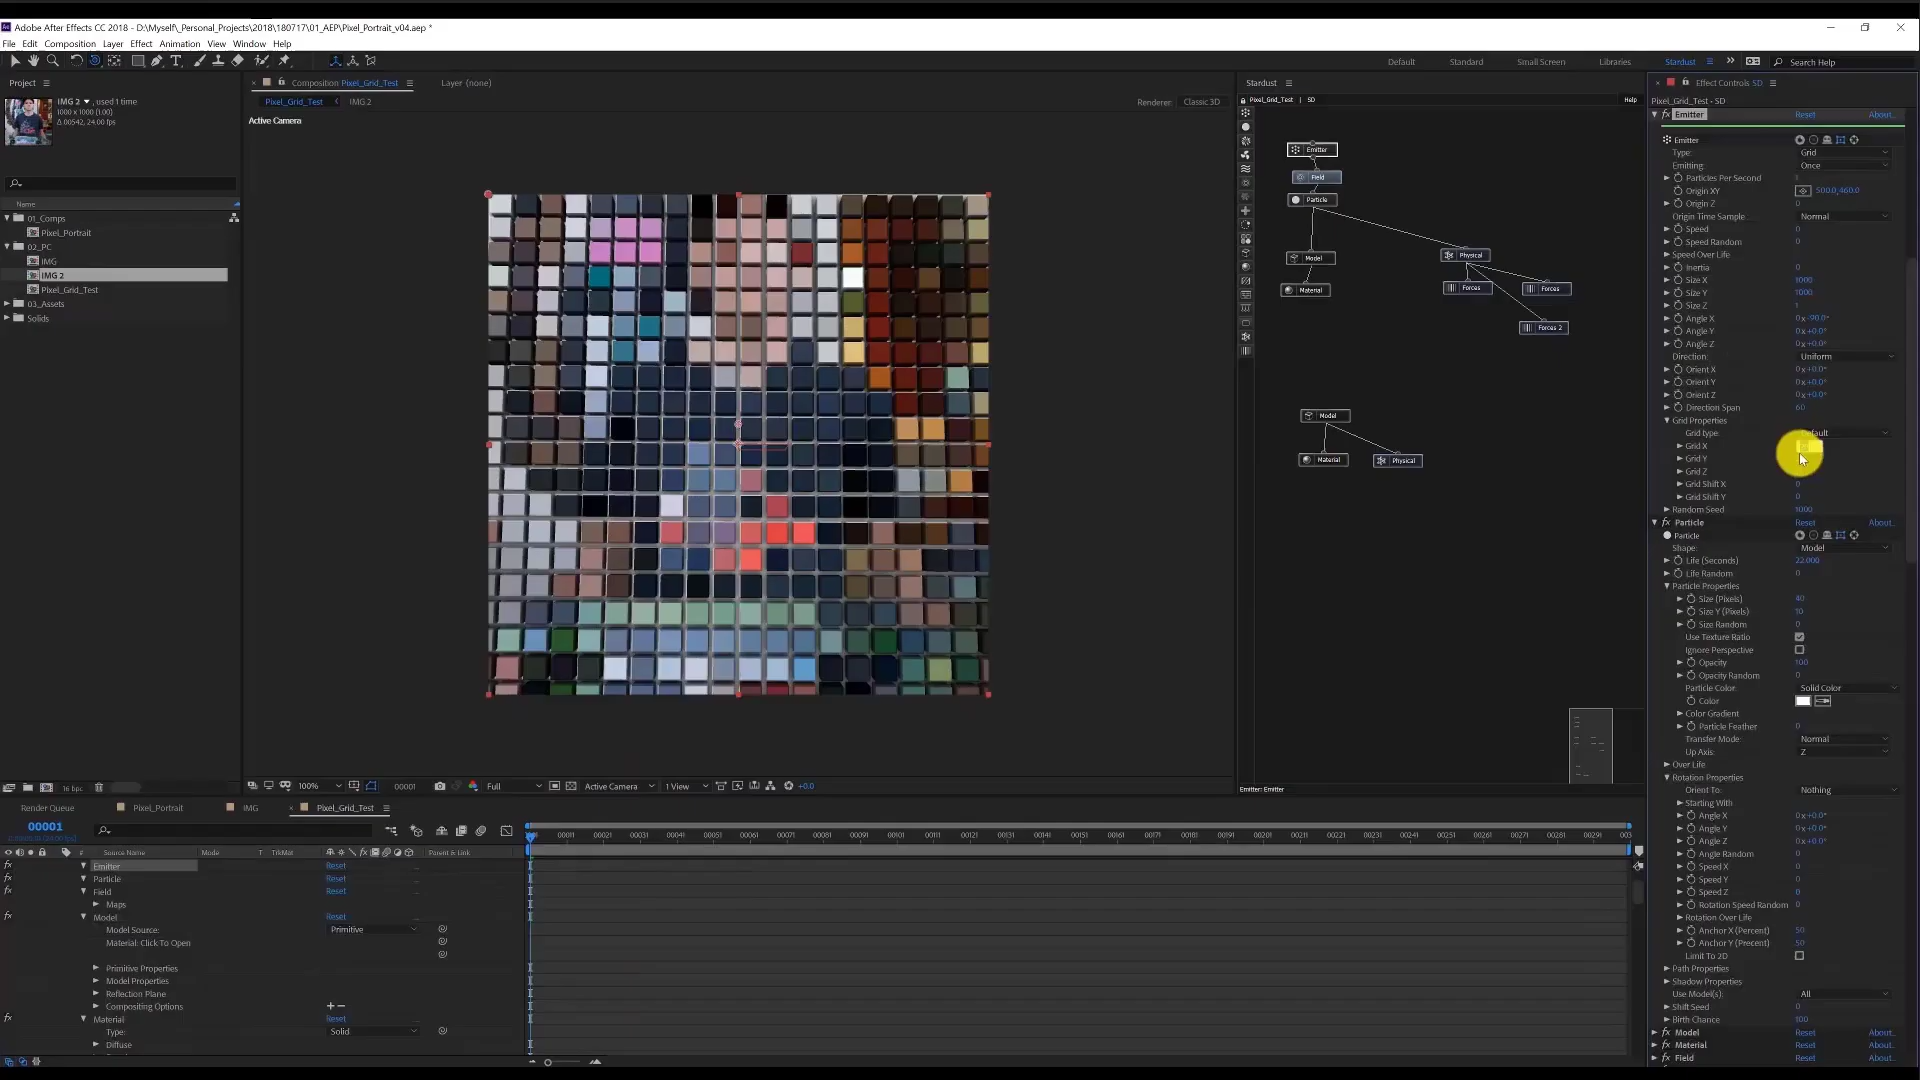 Adobe After Effects CC 2018 - D:\Myself\_Personal_Projects\2018\180717\01_AEP\Pixel_Portrait_v04.aep *
File Edit Composition Layer Effect Animation View Window Help
Default Standard Small Screen Libraries Stardust Search Help
Project
IMG 2 , used 1 time
1000 x 1000 (1.00)
Δ 00542, 24.00 fps
Name
01_Comps
Pixel_Portrait
02_PC
IMG
IMG 2
Pixel_Grid_Test
03_Assets
Solids
16 bpc
Composition Pixel_Grid_Test
Layer (none)
Pixel_Grid_Test IMG 2
Renderer: Classic 3D
Active Camera
100% 00001 Full Active Camera 1 View +0.0
Stardust
Pixel_Grid_Test | SD Help
Emitter
Field
Particle
Model
Material
Physical
Forces
Forces
Forces 2
Model
Material
Physical
Emitter: Emitter
Effect Controls SD
Pixel_Grid_Test · SD
Emitter Reset About..
Emitter
Type: Grid
Emitting: Once
Particles Per Second
Origin XY 500.0,460.0
Origin Z 0
Origin Time Sample Normal
Speed 0
Speed Random 0
Speed Over Life
Inertia 0
Size X 1000
Size Y 1000
Size Z 1
Angle X 0x-90.0°
Angle Y 0x+0.0°
Angle Z 0x+0.0°
Direction: Uniform
Orient X 0x+0.0°
Orient Y 0x+0.0°
Orient Z 0x+0.0°
Direction Span 60
Grid Properties
Grid type: Default
Grid X
Grid Y
Grid Z
Grid Shift X 0
Grid Shift Y 0
Random Seed 1000
Particle Reset About..
Particle
Shape: Model
Life (Seconds) 22.000
Life Random 0
Particle Properties
Size (Pixels) 40
Size Y (Pixels) 10
Size Random 0
Use Texture Ratio
Ignore Perspective
Opacity 100
Opacity Random 0
Particle Color: Solid Color
Color
Color Gradient
Particle Feather 0
Transfer Mode: Normal
Up Axis: Z
Over Life
Rotation Properties
Orient To: Nothing
Starting With
Angle X 0x+0.0°
Angle Y 0x+0.0°
Angle Z 0x+0.0°
Angle Random 0
Speed X 0
Speed Y 0
Speed Z 0
Rotation Speed Random 0
Rotation Over Life
Anchor X (Percent) 50
Anchor Y (Precent) 50
Limit To 2D
Path Properties
Shadow Properties
Use Model(s): All
Shift Seed 0
Birth Chance 100
Model Reset About..
Material Reset About..
Field Reset About..
Render Queue Pixel_Portrait IMG Pixel_Grid_Test
00001
00011 00021 00031 00041 00051 00061 00071 00081 00091 00101 00111 00121 00131 00141 00151 00161 00171 00181 00191 00201 00211 00221 00231 00241 00251 00261 00271 00281 00291 003
Source Name Mode T TrkMat Parent & Link
Emitter Reset
Particle Reset
Field Reset
Maps
Model Reset
Model Source: Primitive
Material: Click To Open
Primitive Properties
Model Properties
Reflection Plane
Compositing Options
Material Reset
Type: Solid
Diffuse